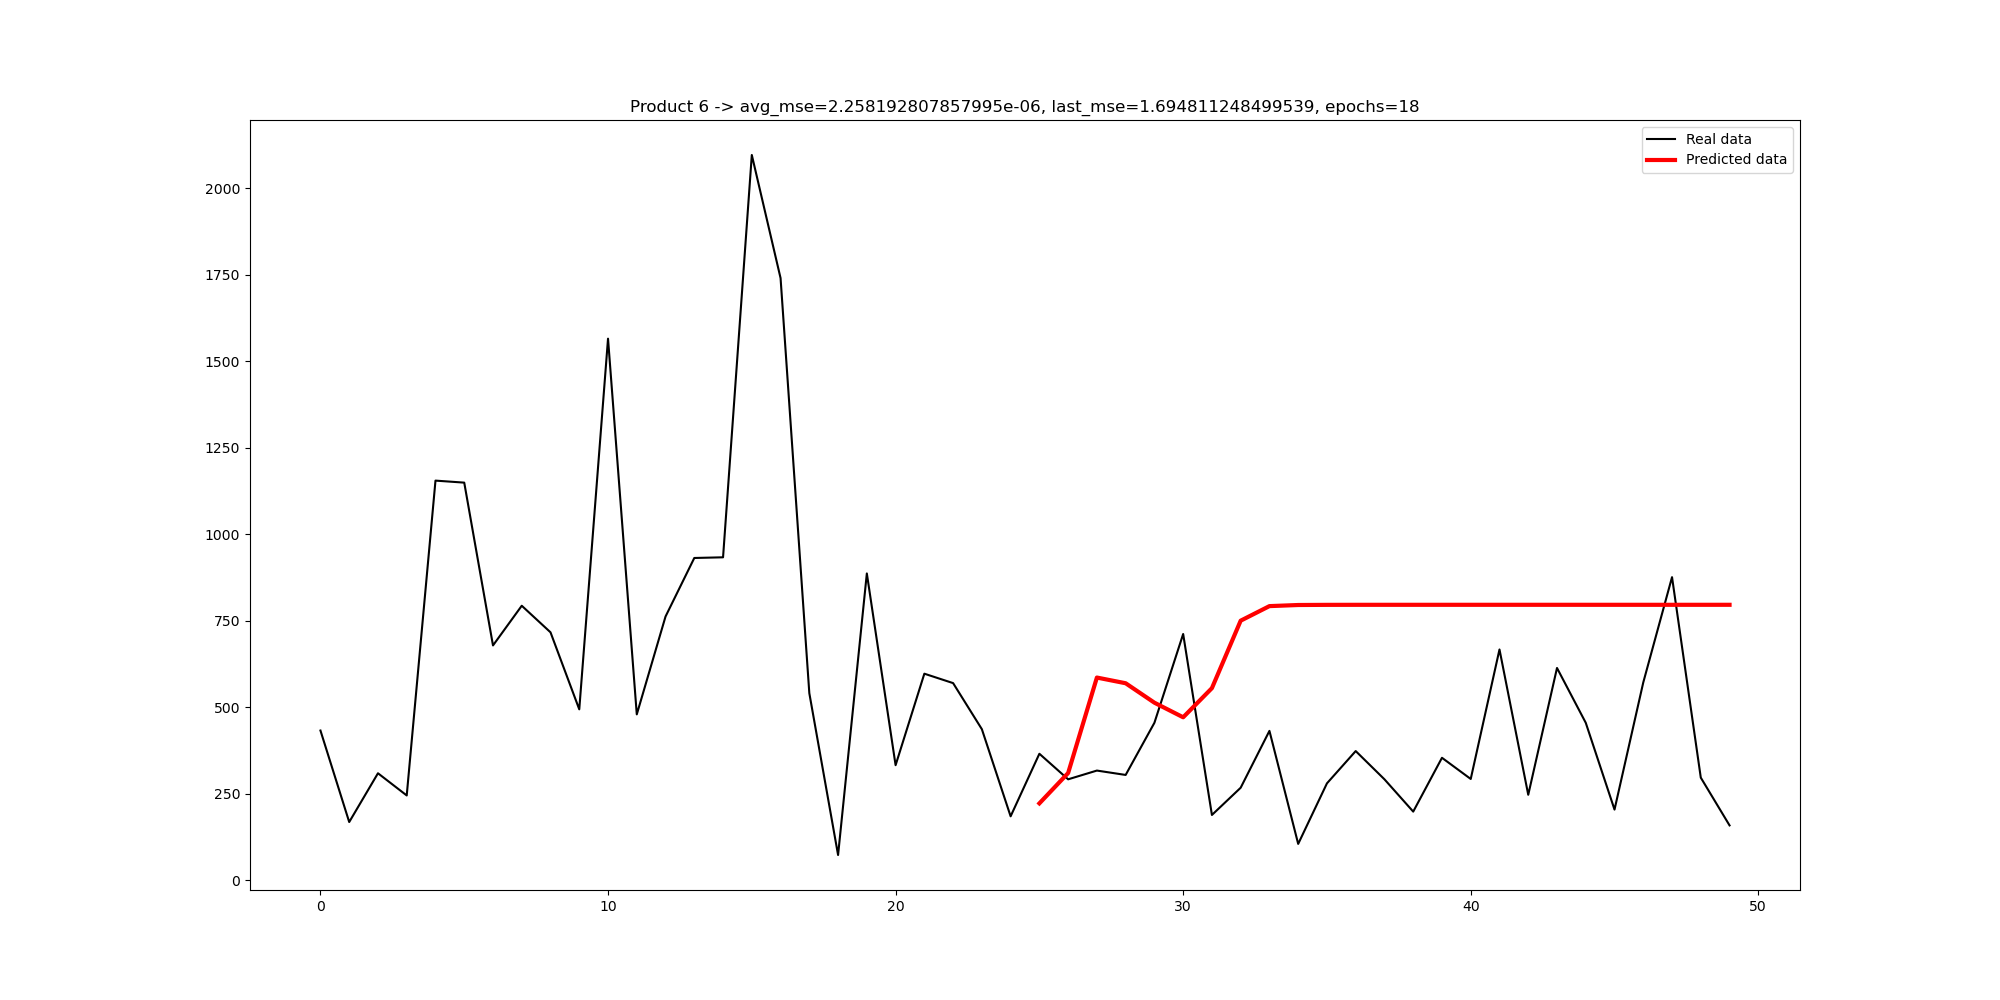 Product 6 -> avg_mse=2.258192807857995e-06, last_mse=1.694811248499539, epochs=18
Real data
Predicted data
2000
1750
1500
1250
1000
750
500
250
0
0 10 20 30 40 50